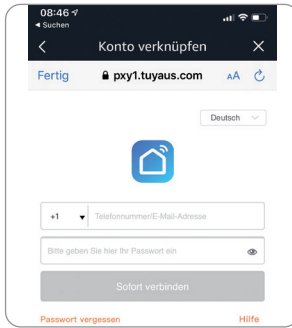 08:46
Suchen
Konto verknüpfen
Fertig pxy1.tuyaus.com AA
Deutsch
+1 Telefonnummer/E-Mail-Adresse
Bitte geben Sie hier Ihr Passwort ein
Sofort verbinden
Passwort vergessen Hilfe